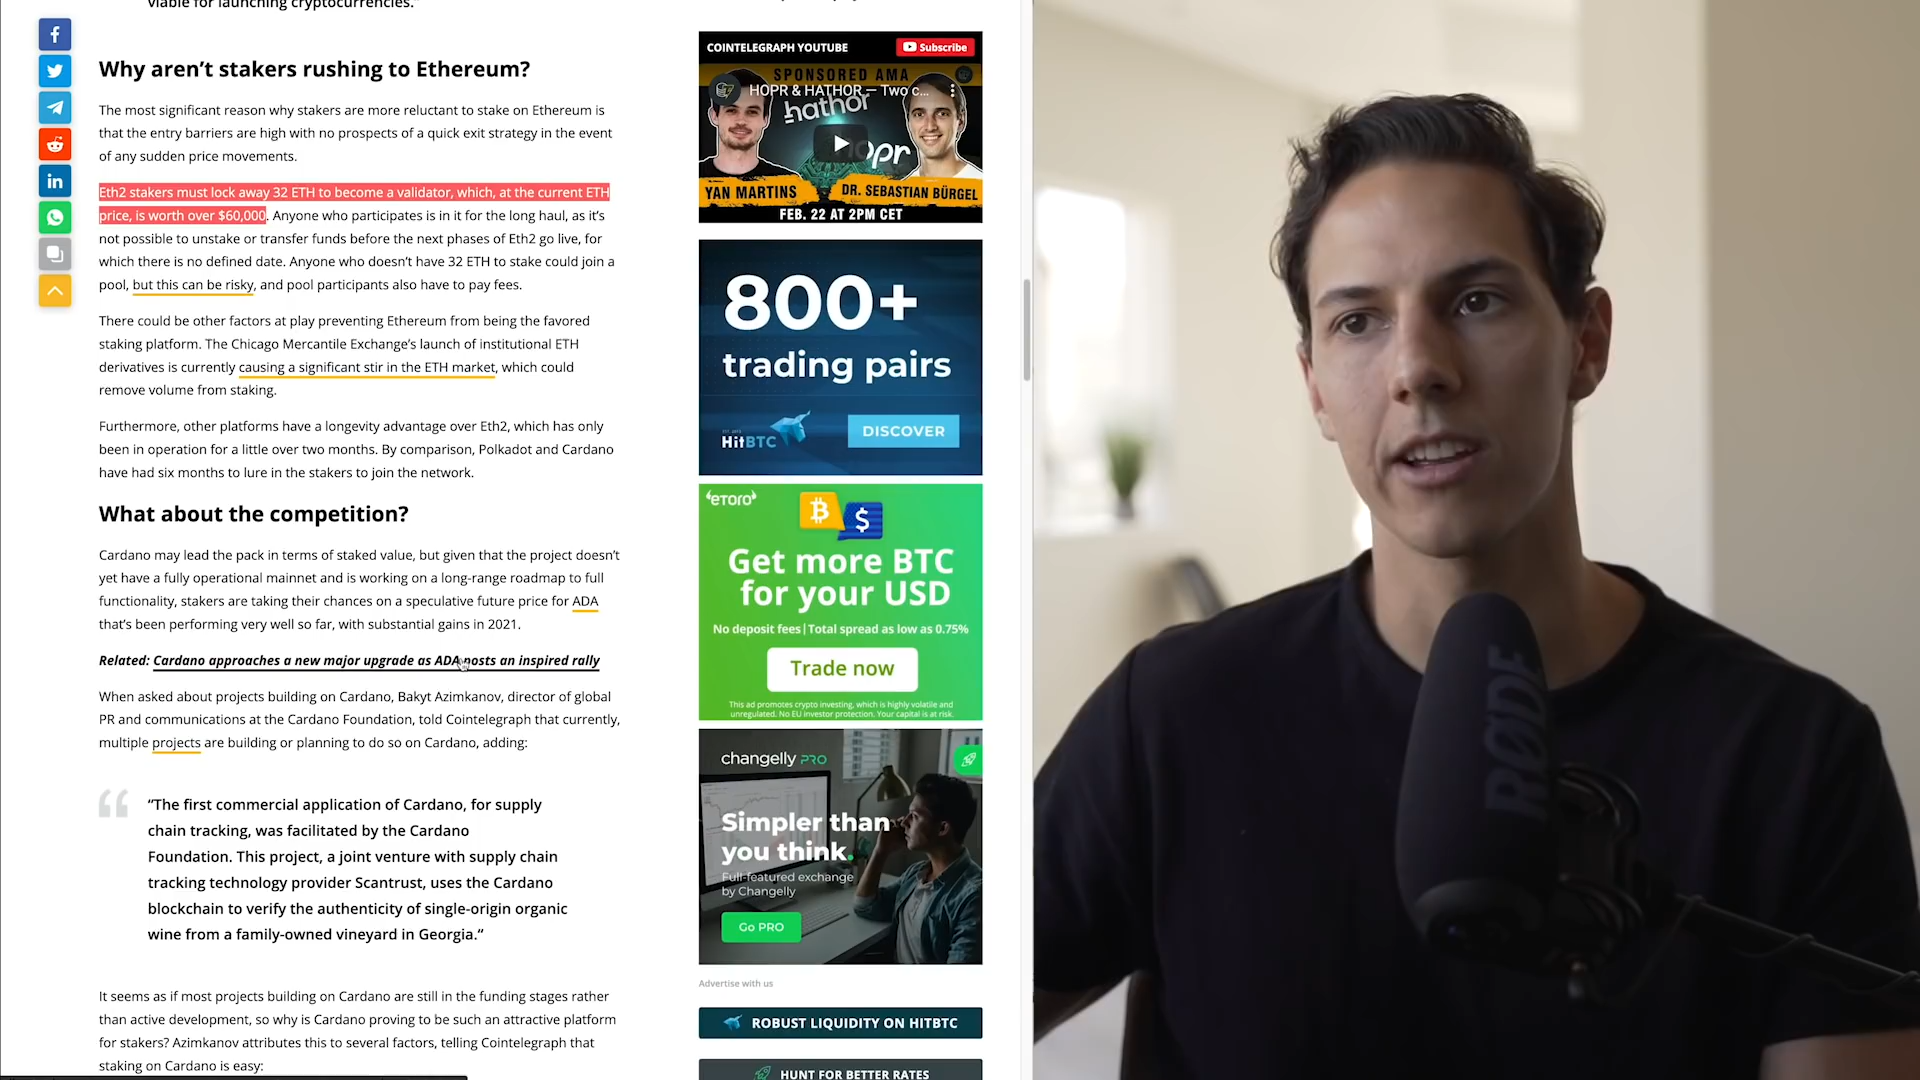 viable for launching cryptocurrencies."
Why aren't stakers rushing to Ethereum?
The most significant reason why stakers are more reluctant to stake on Ethereum is
that the entry barriers are high with no prospects of a quick exit strategy in the event
of any sudden price movements.
Eth2 stakers must lock away 32 ETH to become a validator, which, at the current ETH
price, is worth over $60,000. Anyone who participates is in it for the long haul, as it's
not possible to unstake or transfer funds before the next phases of Eth2 go live, for
which there is no defined date. Anyone who doesn't have 32 ETH to stake could join a
pool, but this can be risky, and pool participants also have to pay fees.
There could be other factors at play preventing Ethereum from being the favored
staking platform. The Chicago Mercantile Exchange's launch of institutional ETH
derivatives is currently causing a significant stir in the ETH market, which could
remove volume from staking.
Furthermore, other platforms have a longevity advantage over Eth2, which has only
been in operation for a little over two months. By comparison, Polkadot and Cardano
have had six months to lure in the stakers to join the network.
What about the competition?
Cardano may lead the pack in terms of staked value, but given that the project doesn't
yet have a fully operational mainnet and is working on a long-range roadmap to full
functionality, stakers are taking their chances on a speculative future price for ADA
that's been performing very well so far, with substantial gains in 2021.
Related: Cardano approaches a new major upgrade as ADA posts an inspired rally
When asked about projects building on Cardano, Bakyt Azimkanov, director of global
PR and communications at the Cardano Foundation, told Cointelegraph that currently,
multiple projects are building or planning to do so on Cardano, adding:
"The first commercial application of Cardano, for supply
chain tracking, was facilitated by the Cardano
Foundation. This project, a joint venture with supply chain
tracking technology provider Scantrust, uses the Cardano
blockchain to verify the authenticity of single-origin organic
wine from a family-owned vineyard in Georgia."
It seems as if most projects building on Cardano are still in the funding stages rather
than active development, so why is Cardano proving to be such an attractive platform
for stakers? Azimkanov attributes this to several factors, telling Cointelegraph that
staking on Cardano is easy:
COINTELEGRAPH YOUTUBE
Subscribe
SPONSORED AMA
HOPR & HATHOR — Two c...
hathor
hopr
YAN MARTINS
DR. SEBASTIAN BÜRGEL
FEB. 22 AT 2PM CET
800+
trading pairs
HitBTC
DISCOVER
eTORO
Get more BTC
for your USD
No deposit fees|Total spread as low as 0.75%
Trade now
This ad promotes crypto investing, which is highly volatile and
unregulated. No EU investor protection. Your capital is at risk.
changelly PRO
Simpler than
you think.
Full-featured exchange
by Changelly
Go PRO
Advertise with us
ROBUST LIQUIDITY ON HITBTC
HUNT FOR BETTER RATES
RØDE